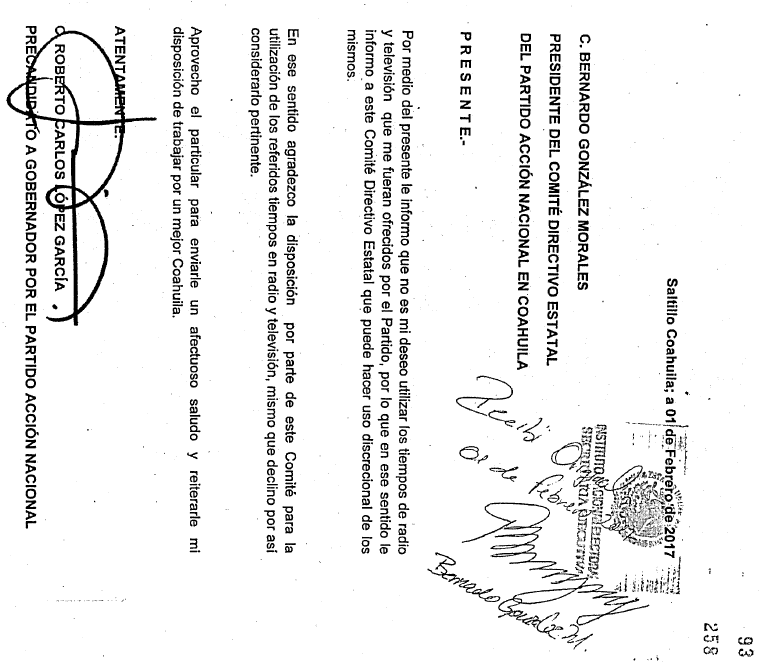 93
258
Saltillo Coahuila; a 01 de Febrero de 2017
INSTITUTO NACIONAL ELECTORAL
SECRETARÍA EJECUTIVA
C. BERNARDO GONZÁLEZ MORALES
PRESIDENTE DEL COMITÉ DIRECTIVO ESTATAL
DEL PARTIDO ACCIÓN NACIONAL EN COAHUILA
Recibi Original
01 de Febrero
Bernardo González M.
P R E S E N T E.-
Por medio del presente le informo que no es mi deseo utilizar los tiempos de radio
y televisión que me fueran ofrecidos por el Partido, por lo que en ese sentido le
informo a este Comité Directivo Estatal que puede hacer uso discrecional de los
mismos.
En ese sentido agradezco la disposición por parte de este Comité para la
utilización de los referidos tiempos en radio y televisión, mismo que declino por así
considerarlo pertinente.
Aprovecho el particular para enviarle un afectuoso saludo y reiterarle mi
disposición de trabajar por un mejor Coahuila.
ATENTAMENTE:
C. ROBERTO CARLOS LÓPEZ GARCÍA
PRECANDIDATO A GOBERNADOR POR EL PARTIDO ACCIÓN NACIONAL